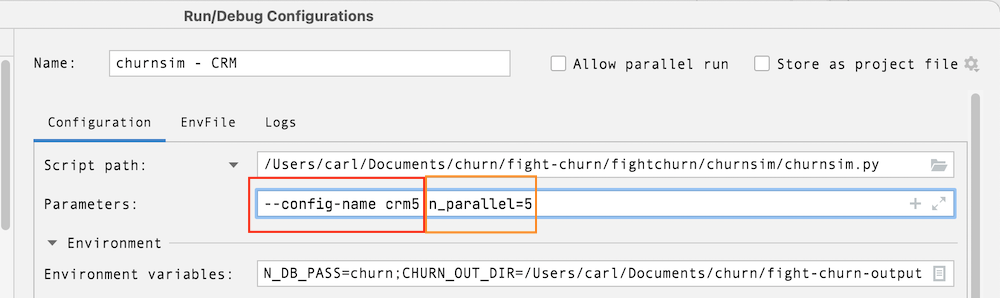 Run/Debug Configurations
Name: churnsim - CRM Allow parallel run Store as project file
Configuration EnvFile Logs
Script path: /Users/carl/Documents/churn/fight-churn/fightchurn/churnsim/churnsim.py
Parameters: --config-name crm5 n_parallel=5
Environment
Environment variables: N_DB_PASS=churn;CHURN_OUT_DIR=/Users/carl/Documents/churn/fight-churn-output